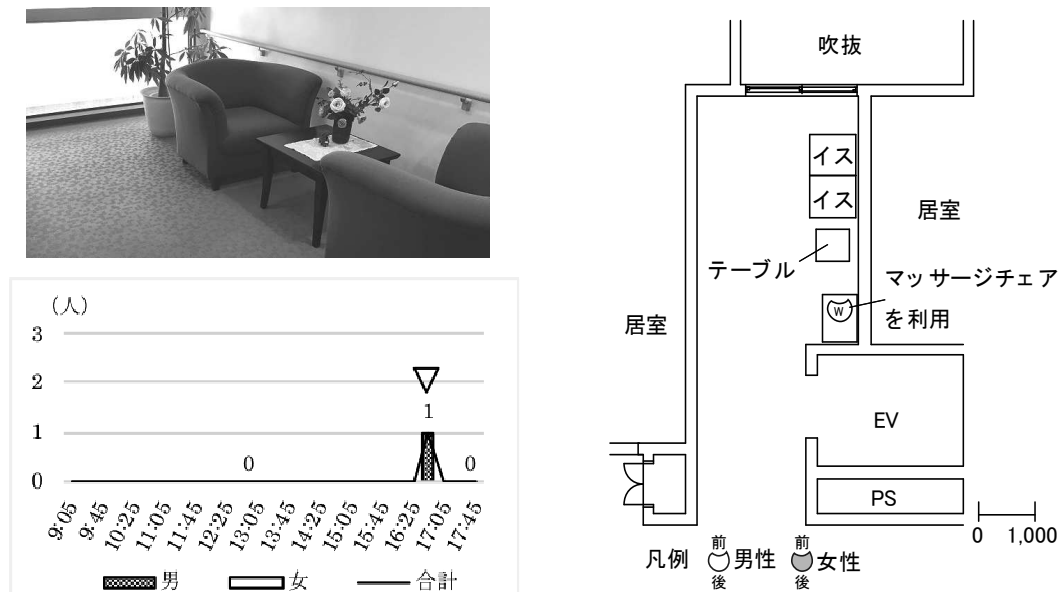 (人)
3
2
1
0
1
0
0
9:05
9:45
10:25
11:05
11:45
12:25
13:05
13:45
14:25
15:05
15:45
16:25
17:05
17:45
男
女
合計
吹抜
イス
イス
居室
テーブル
マッサージチェア
を利用
W
居室
EV
PS
0 1,000
凡例
前
後
男性
前
後
女性